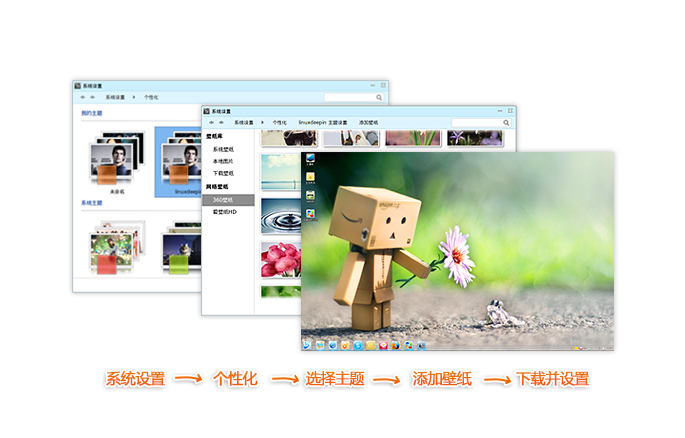 系统设置
系统设置 个性化
我的主题
未命名
linuxdeepin
系统主题
系统设置
系统设置 个性化 linuxdeepin 主题设置 添加壁纸
壁纸库
系统壁纸
本地图片
下载壁纸
网络壁纸
360壁纸
爱壁纸HD
系统设置 → 个性化 → 选择主题 → 添加壁纸 → 下载并设置